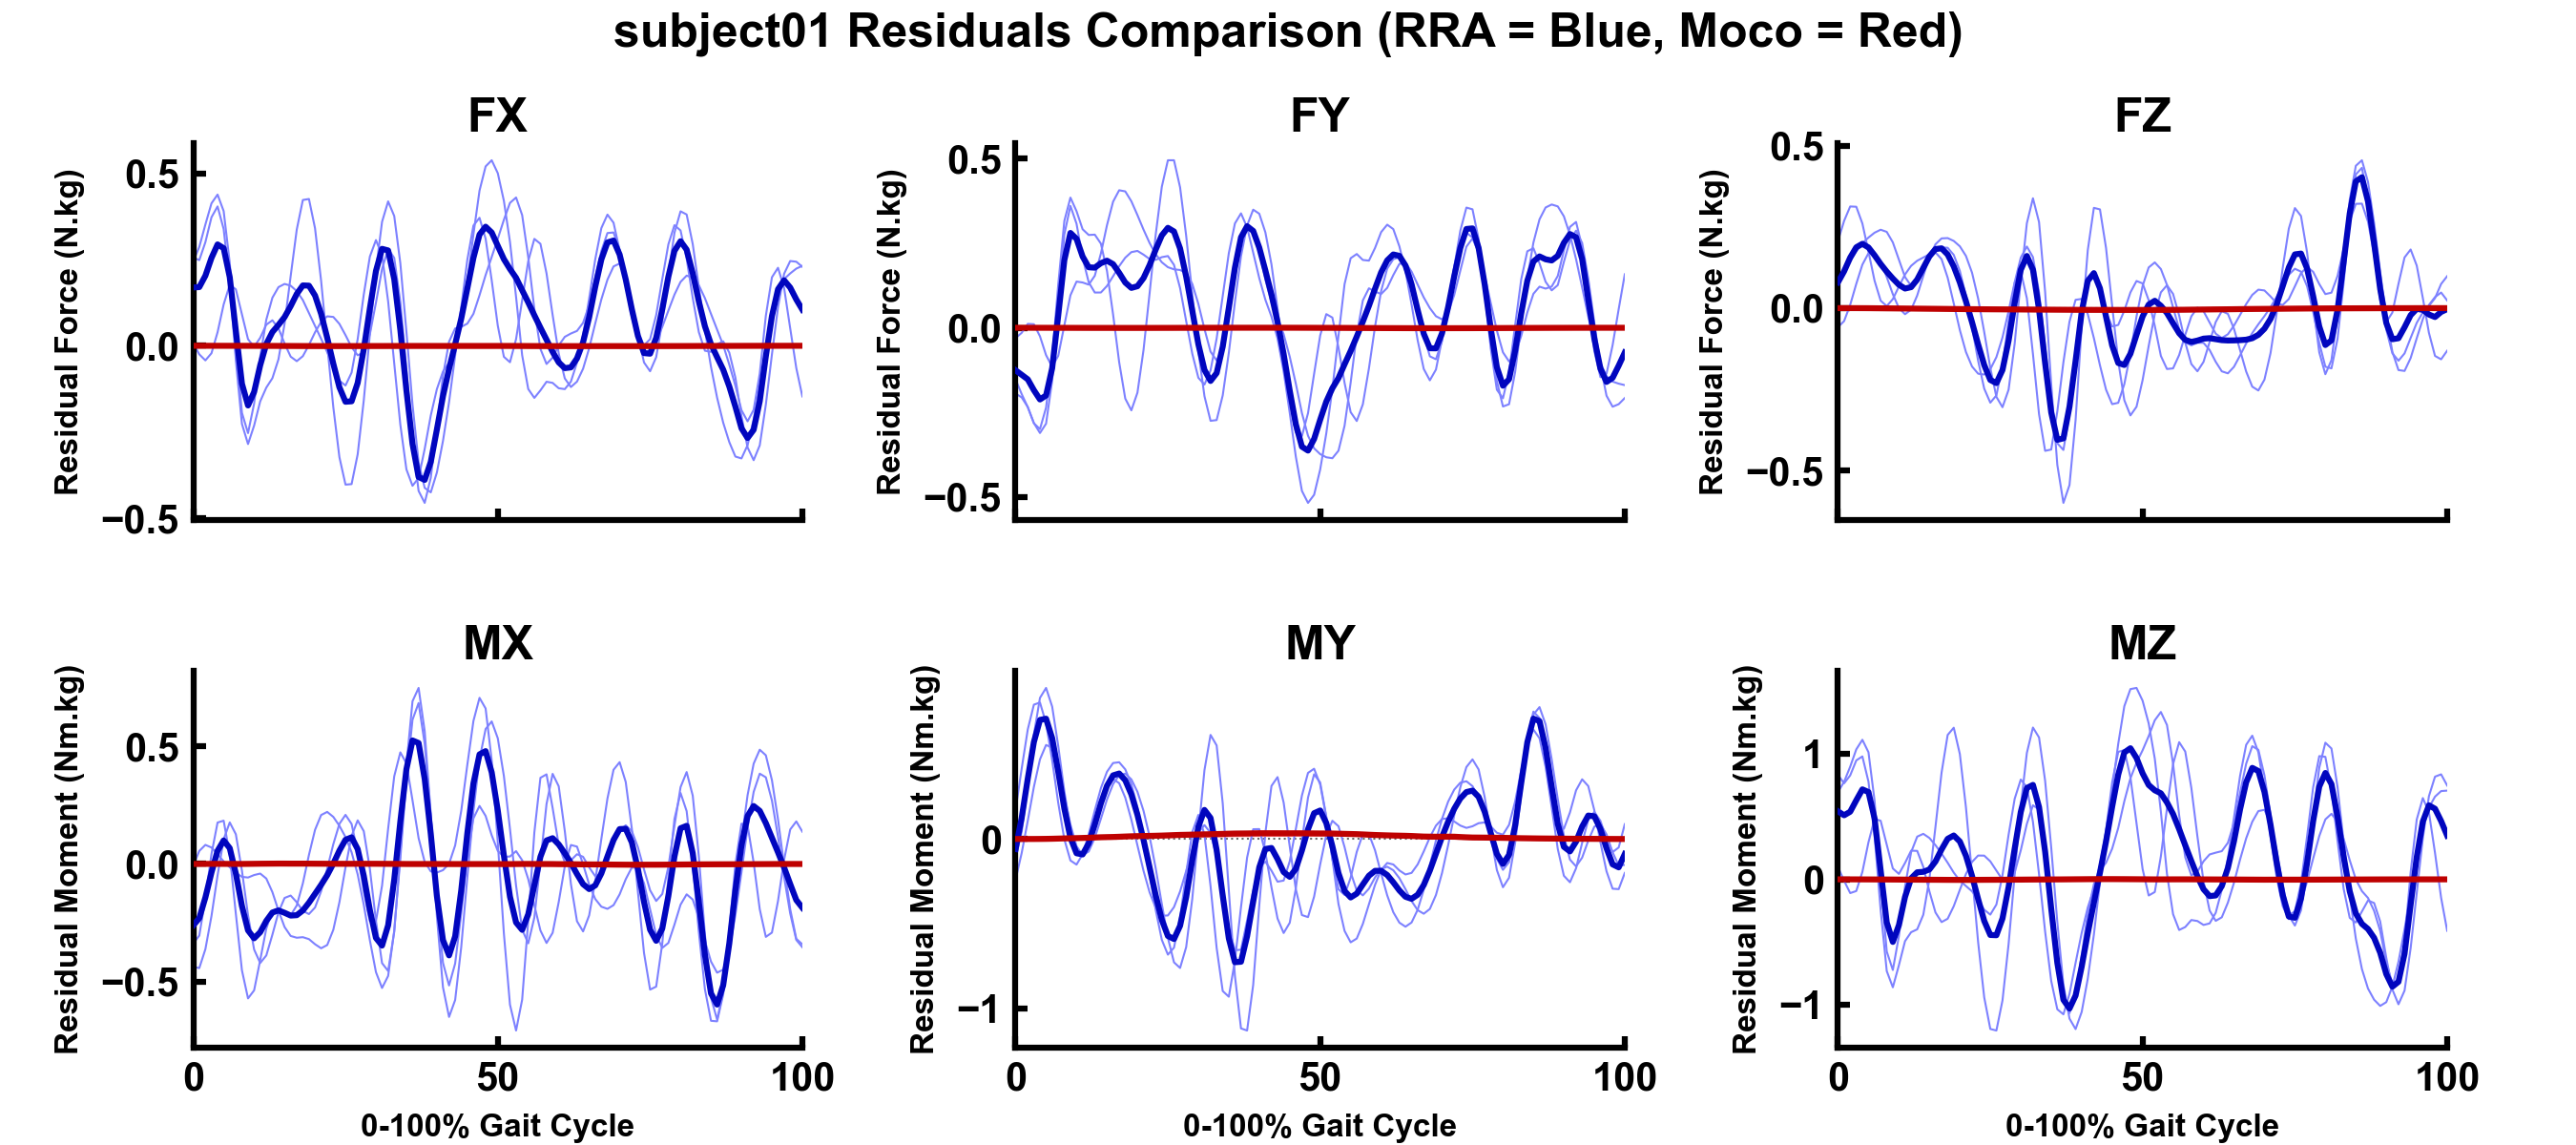 subject01 Residuals Comparison (RRA = Blue, Moco = Red)
FX
FY
FZ
Residual Force (N.kg)
0.5
0.0
−0.5
Residual Force (N.kg)
0.5
0.0
−0.5
Residual Force (N.kg)
0.5
0.0
−0.5
MX
MY
MZ
Residual Moment (Nm.kg)
0.5
0.0
−0.5
Residual Moment (Nm.kg)
0
−1
Residual Moment (Nm.kg)
1
0
−1
0 50 100
0 50 100
0 50 100
0-100% Gait Cycle
0-100% Gait Cycle
0-100% Gait Cycle